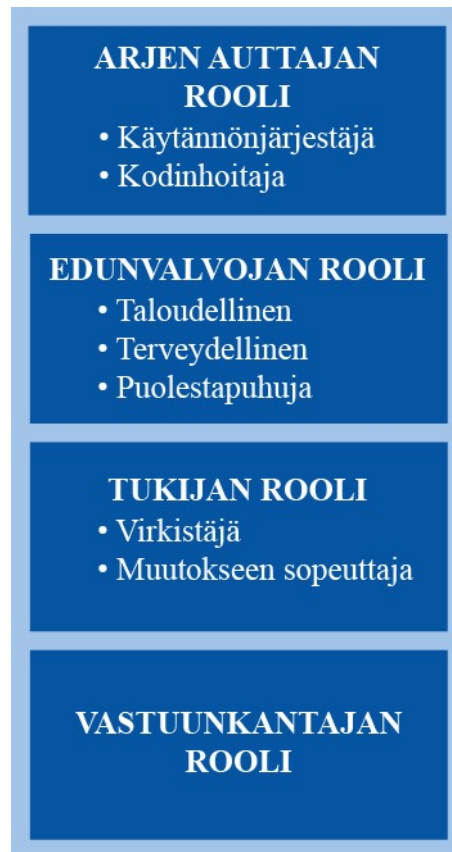 ARJEN AUTTAJAN
ROOLI
• Käytännönjärjestäjä
• Kodinhoitaja
EDUNVALVOJAN ROOLI
• Taloudellinen
• Terveydellinen
• Puolestapuhuja
TUKIJAN ROOLI
• Virkistäjä
• Muutokseen sopeuttaja
VASTUUNKANTAJAN
ROOLI